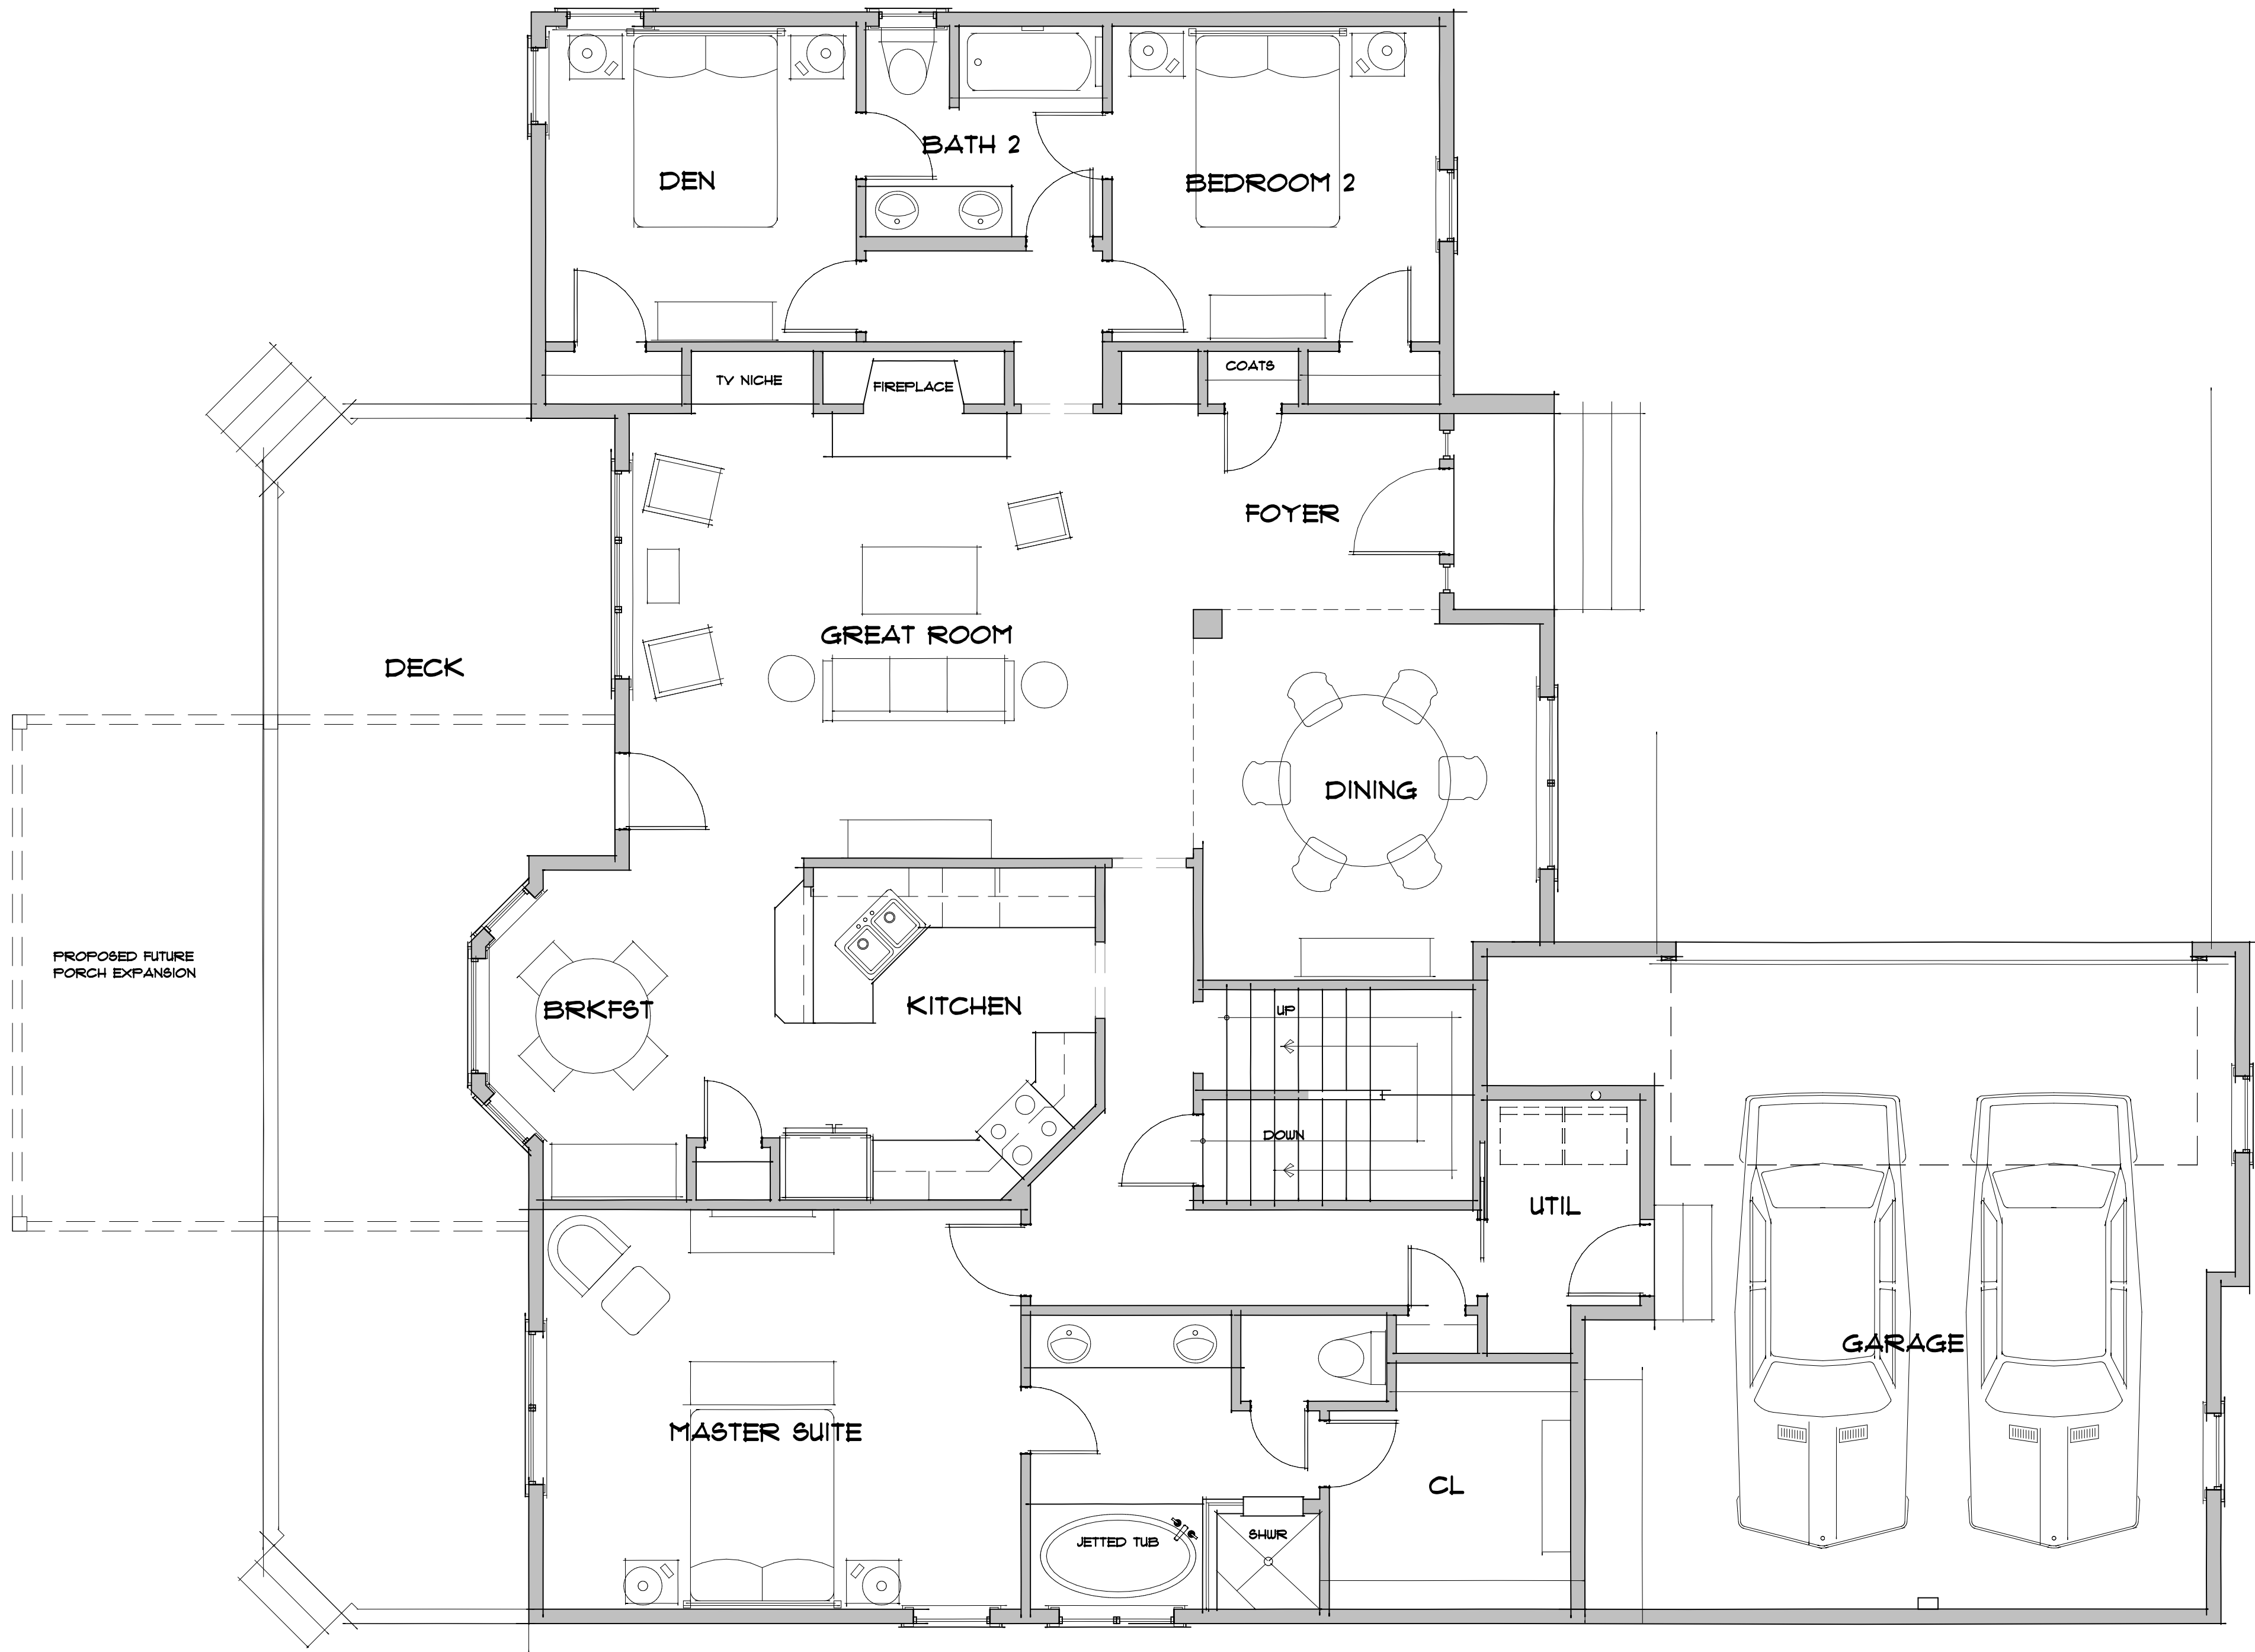 BATH 2
DEN
BEDROOM 2
COATS
TV NICHE
FIREPLACE
FOYER
GREAT ROOM
DECK
DINING
PROPOSED FUTURE
PORCH EXPANSION
BRKFST
KITCHEN
UP
DOWN
UTIL
GARAGE
MASTER SUITE
CL
JETTED TUB
SHWR